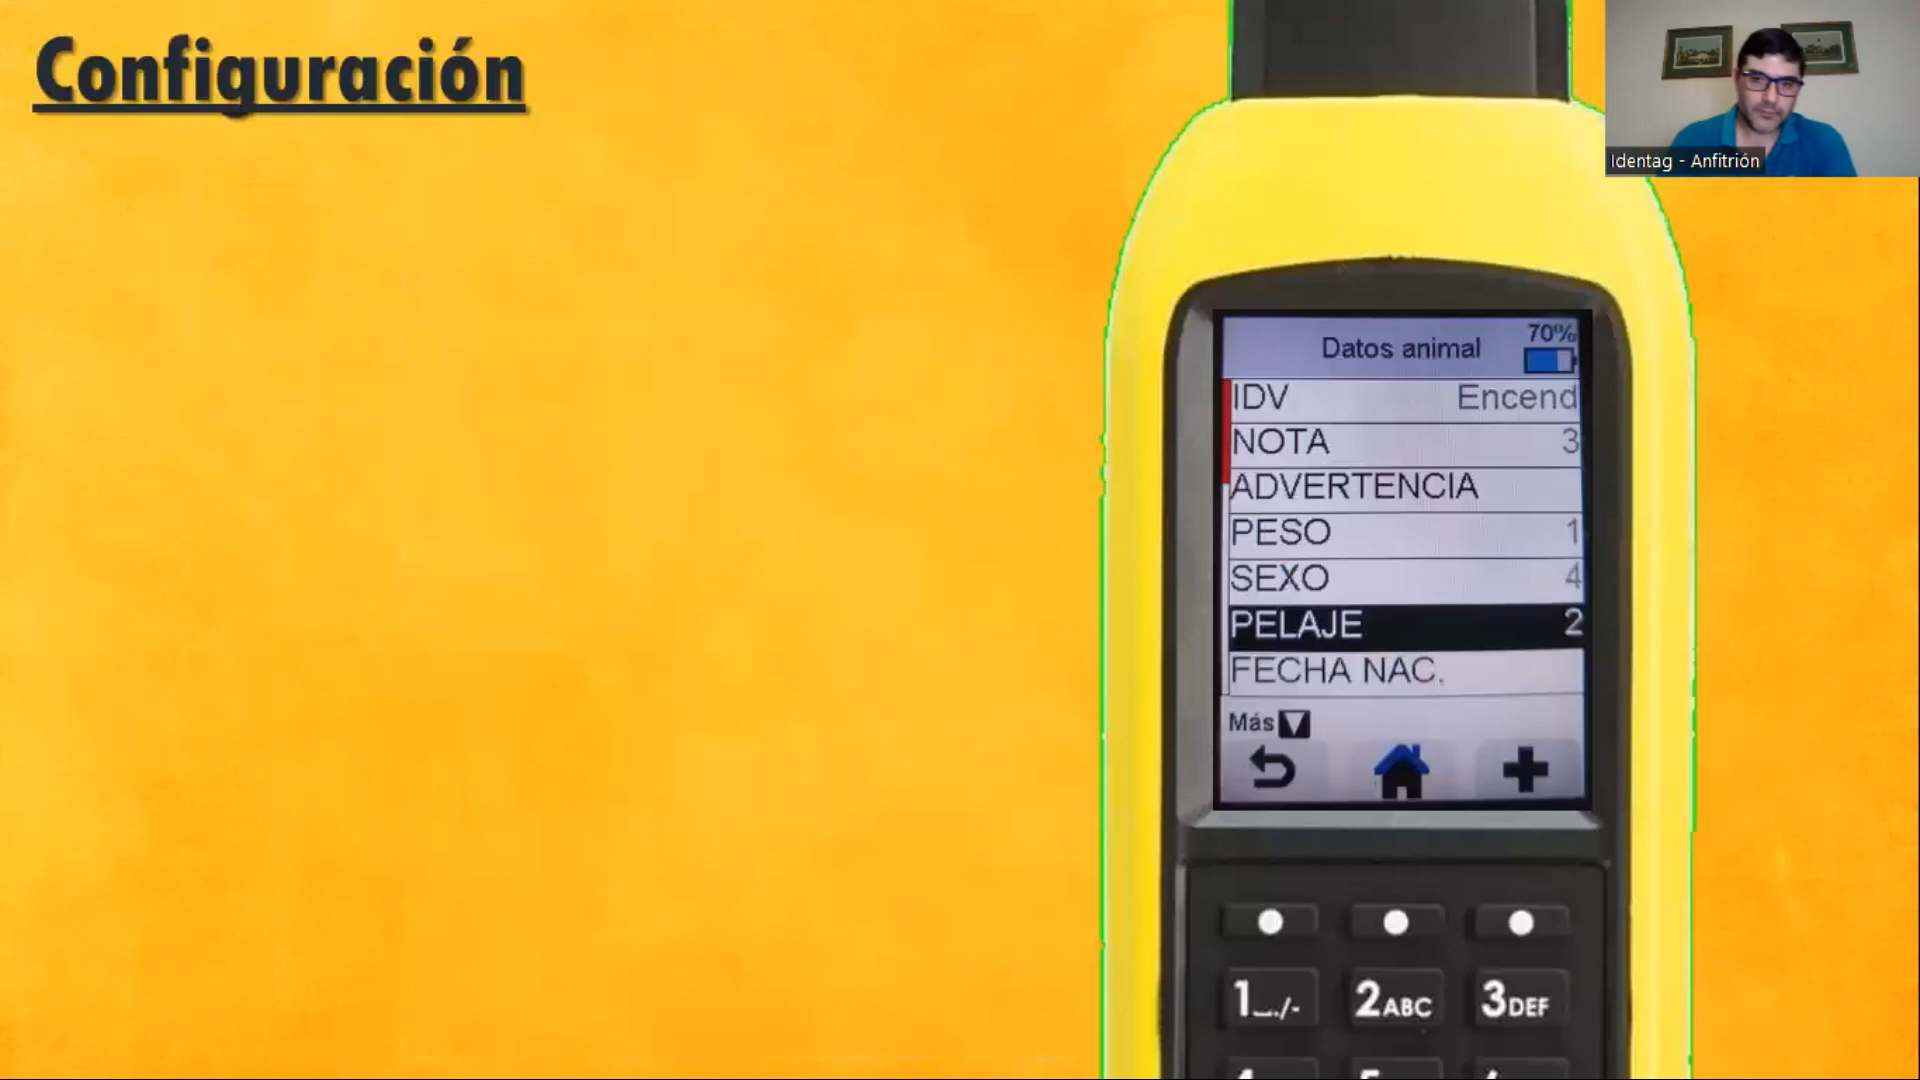 Configuración
Identag - Anfitrión
70%
Datos animal
IDV Encend
NOTA 3
ADVERTENCIA
PESO 1
SEXO 4
PELAJE 2
FECHA NAC.
Más
1_./- 2ABC 3DEF